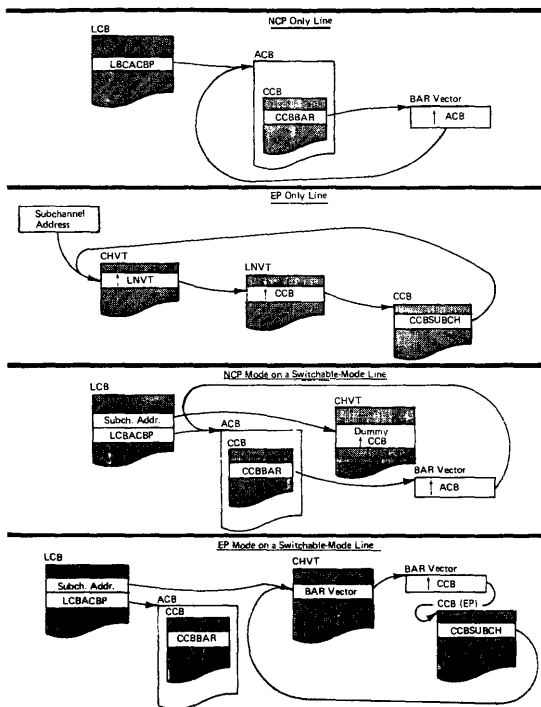 NCP Only Line
LCB
LBCACBP
ACB
CCB
CCBBAR
BAR Vector
↑ ACB
EP Only Line
Subchannel
Address
CHVT
↑ LNVT
LNVT
↑ CCB
CCB
CCBSUBCH
NCP Mode on a Switchable-Mode Line
LCB
Subch. Addr.
LCBACBP
ACB
CCB
CCBBAR
CHVT
Dummy
↑ CCB
BAR Vector
↑ ACB
EP Mode on a Switchable-Mode Line
LCB
Subch. Addr.
LCBACBP
ACB
CCB
CCBBAR
CHVT
BAR Vector
BAR Vector
↑ CCB
CCB (EP)
CCBSUBCH